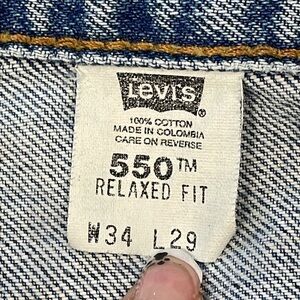 Levi's ®
100% COTTON
MADE IN COLOMBIA
CARE ON REVERSE
550™
RELAXED FIT
W34 L29